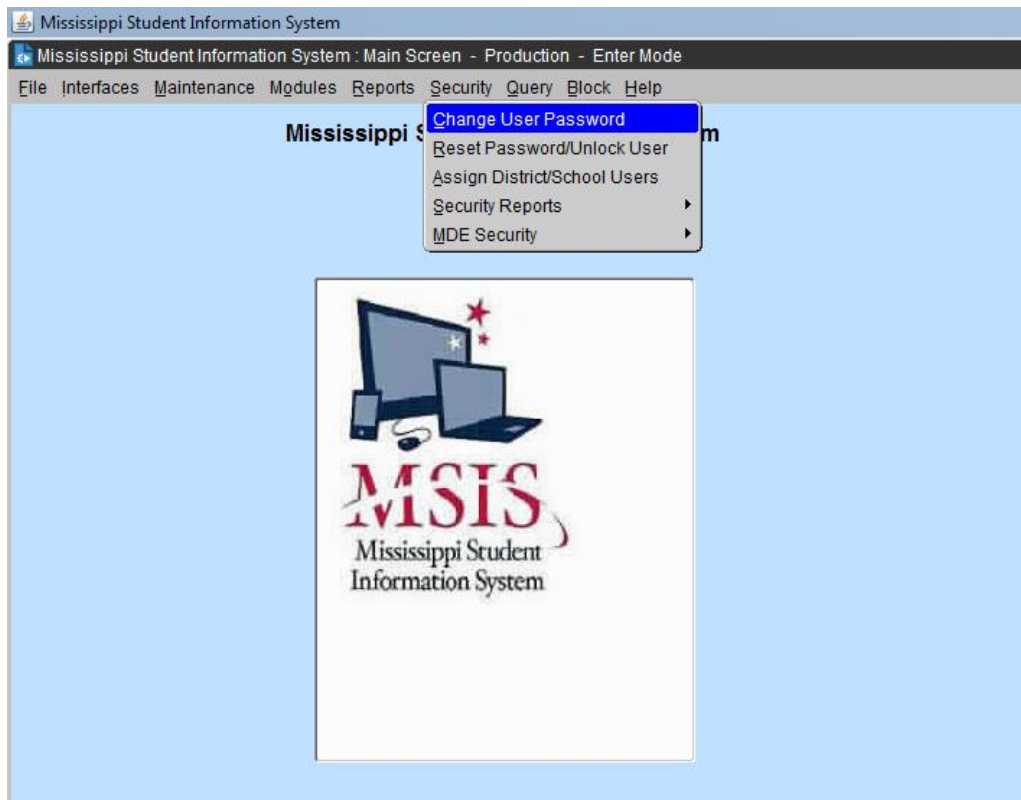 Mississippi Student Information System
Mississippi Student Information System : Main Screen - Production - Enter Mode
File Interfaces Maintenance Modules Reports Security Query Block Help
Mississippi S m
Change User Password
Reset Password/Unlock User
Assign District/School Users
Security Reports
MDE Security
MSIS
Mississippi Student
Information System